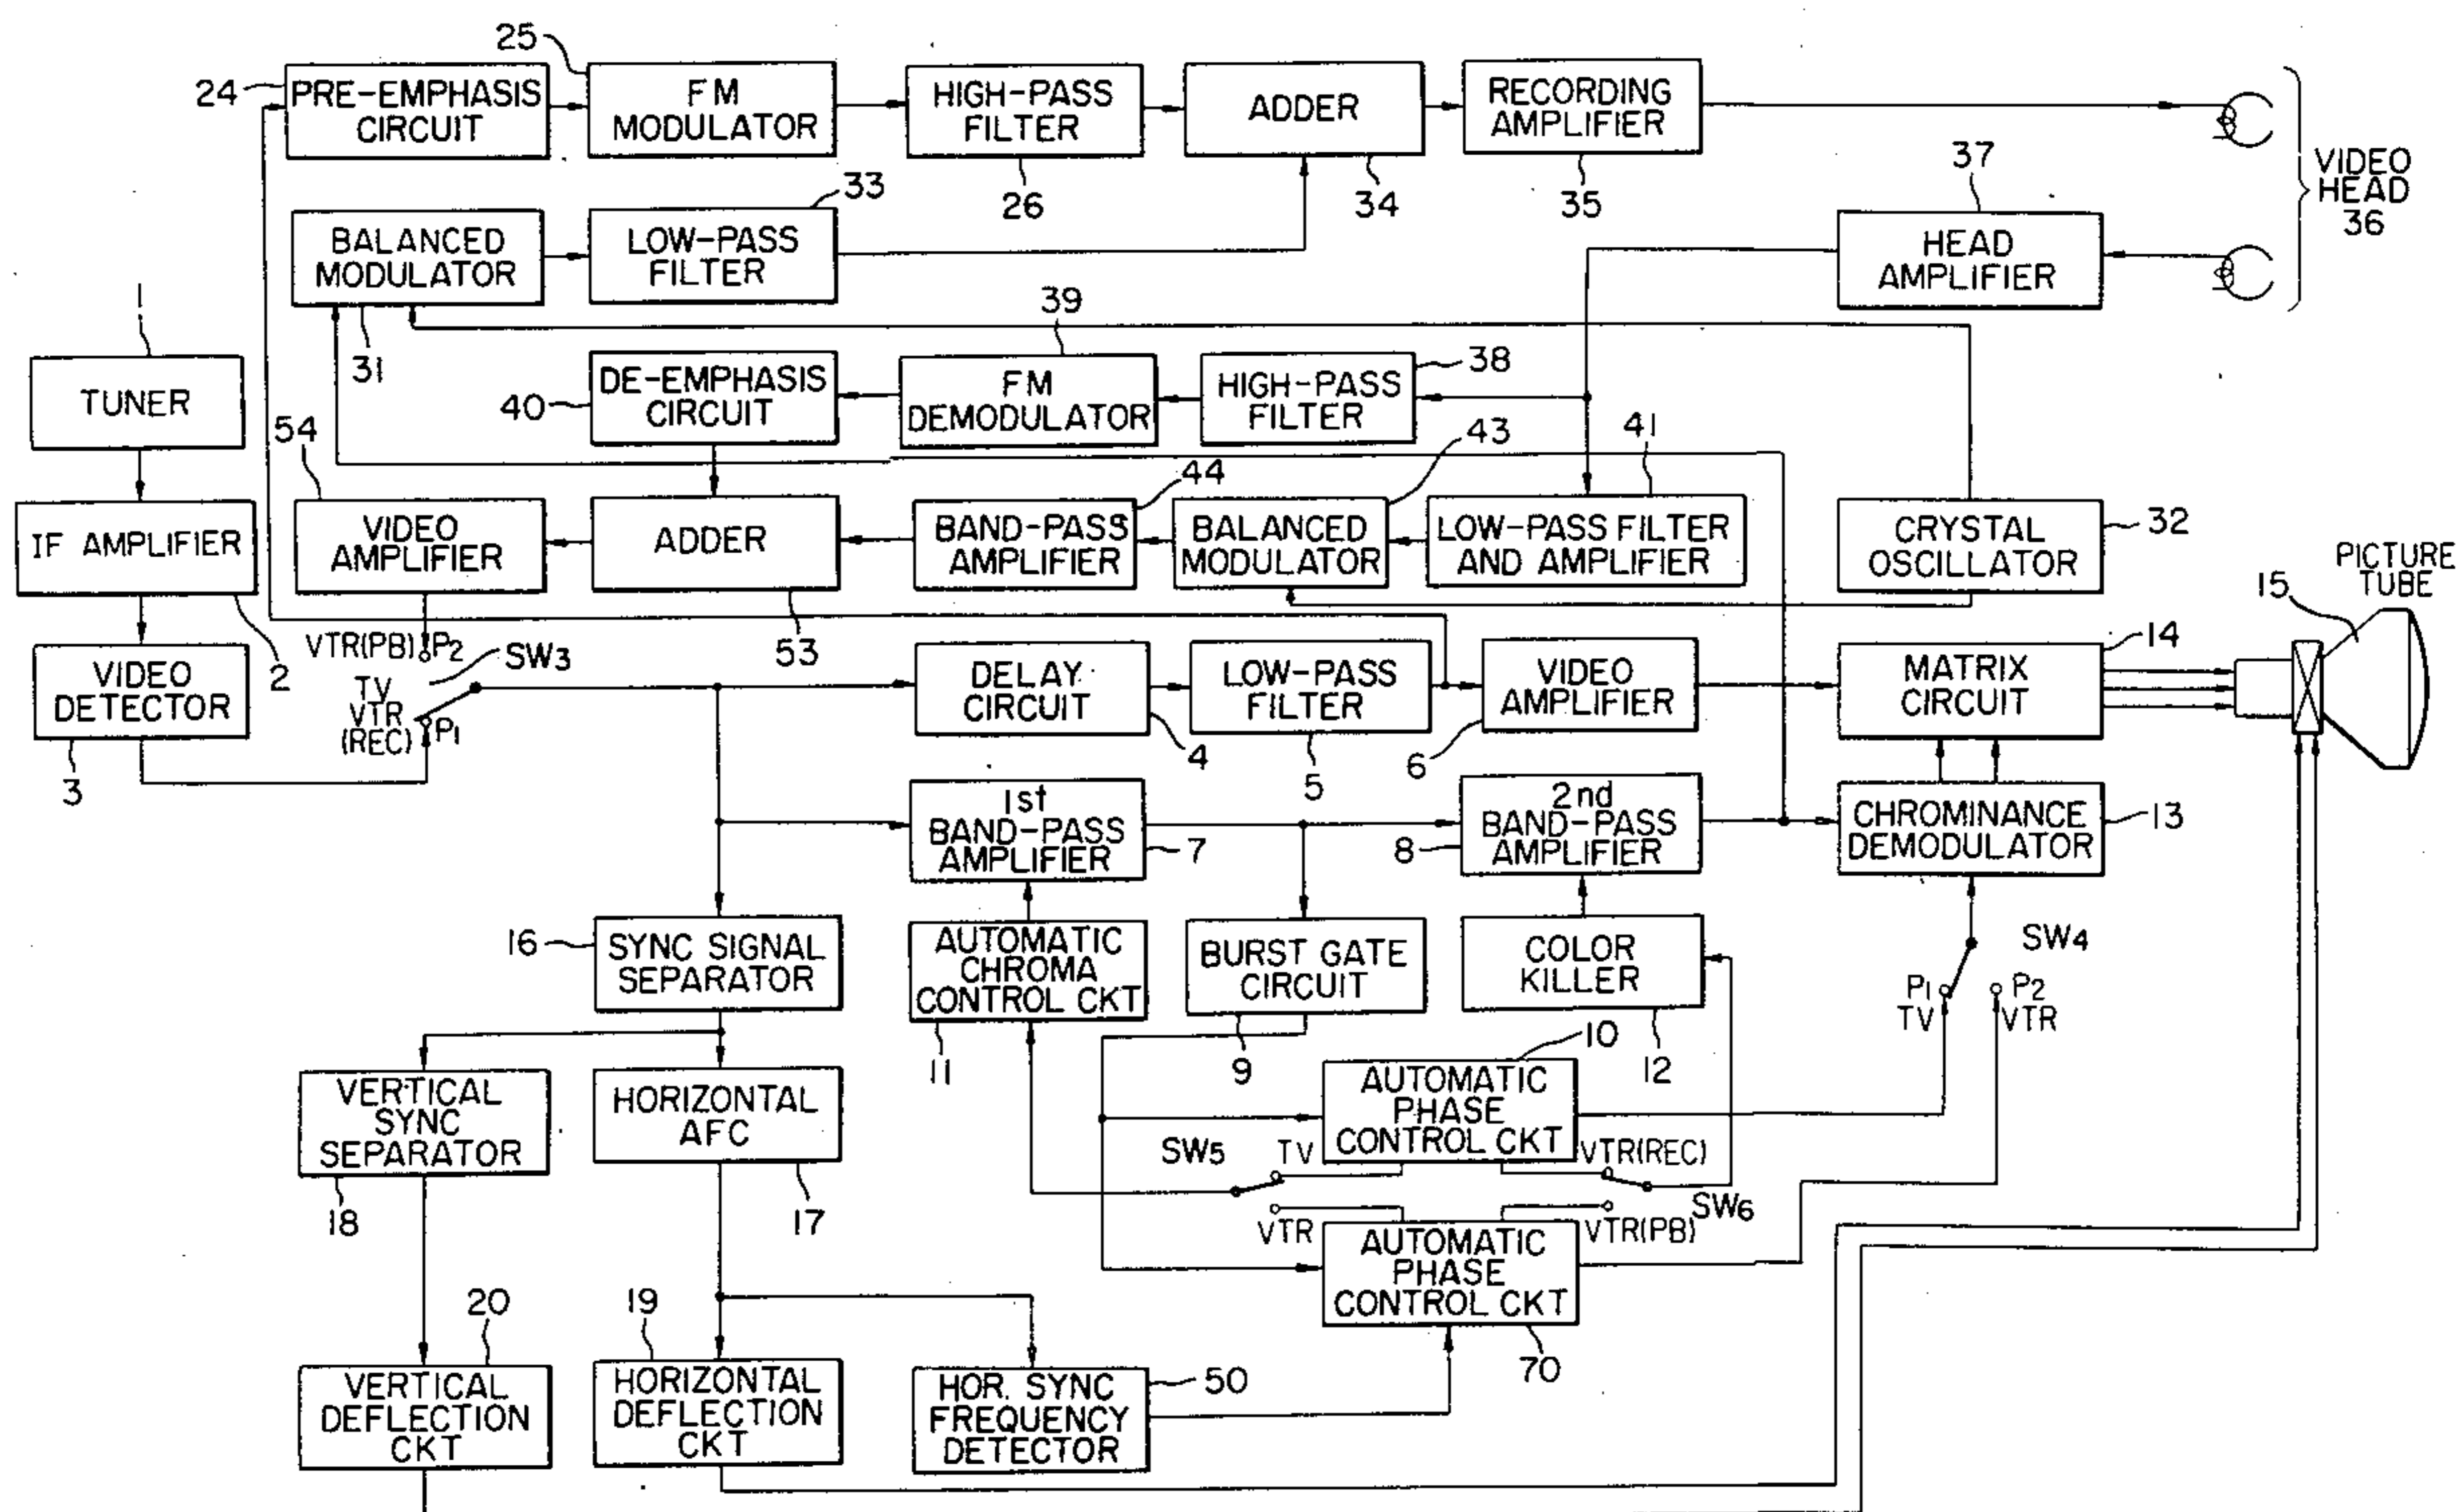 25
24
PRE-EMPHASIS
CIRCUIT
FM
MODULATOR
HIGH-PASS
FILTER
26
ADDER
34
RECORDING
AMPLIFIER
35
VIDEO
HEAD
36
37
HEAD
AMPLIFIER
33
BALANCED
MODULATOR
31
LOW-PASS
FILTER
39
1
TUNER
DE-EMPHASIS
CIRCUIT
40
FM
DEMODULATOR
HIGH-PASS
FILTER
38
43
41
54
44
IF AMPLIFIER
2
VIDEO
AMPLIFIER
ADDER
53
BAND-PASS
AMPLIFIER
BALANCED
MODULATOR
LOW-PASS FILTER
AND AMPLIFIER
CRYSTAL
OSCILLATOR
32
PICTURE
TUBE
15
VIDEO
DETECTOR
3
VTR(PB)
P2
SW3
TV
VTR
(REC)
P1
DELAY
CIRCUIT
4
LOW-PASS
FILTER
5
VIDEO
AMPLIFIER
6
MATRIX
CIRCUIT
14
1st
BAND-PASS
AMPLIFIER
7
2nd
BAND-PASS
AMPLIFIER
8
CHROMINANCE
DEMODULATOR
13
16
SYNC SIGNAL
SEPARATOR
AUTOMATIC
CHROMA
CONTROL CKT
11
BURST GATE
CIRCUIT
9
COLOR
KILLER
12
SW4
P1
TV
P2
VTR
VERTICAL
SYNC
SEPARATOR
18
HORIZONTAL
AFC
17
10
AUTOMATIC
PHASE
CONTROL CKT
SW5
TV
VTR
VTR(REC)
SW6
VTR(PB)
AUTOMATIC
PHASE
CONTROL CKT
70
20
VERTICAL
DEFLECTION
CKT
19
HORIZONTAL
DEFLECTION
CKT
HOR. SYNC
FREQUENCY
DETECTOR
50